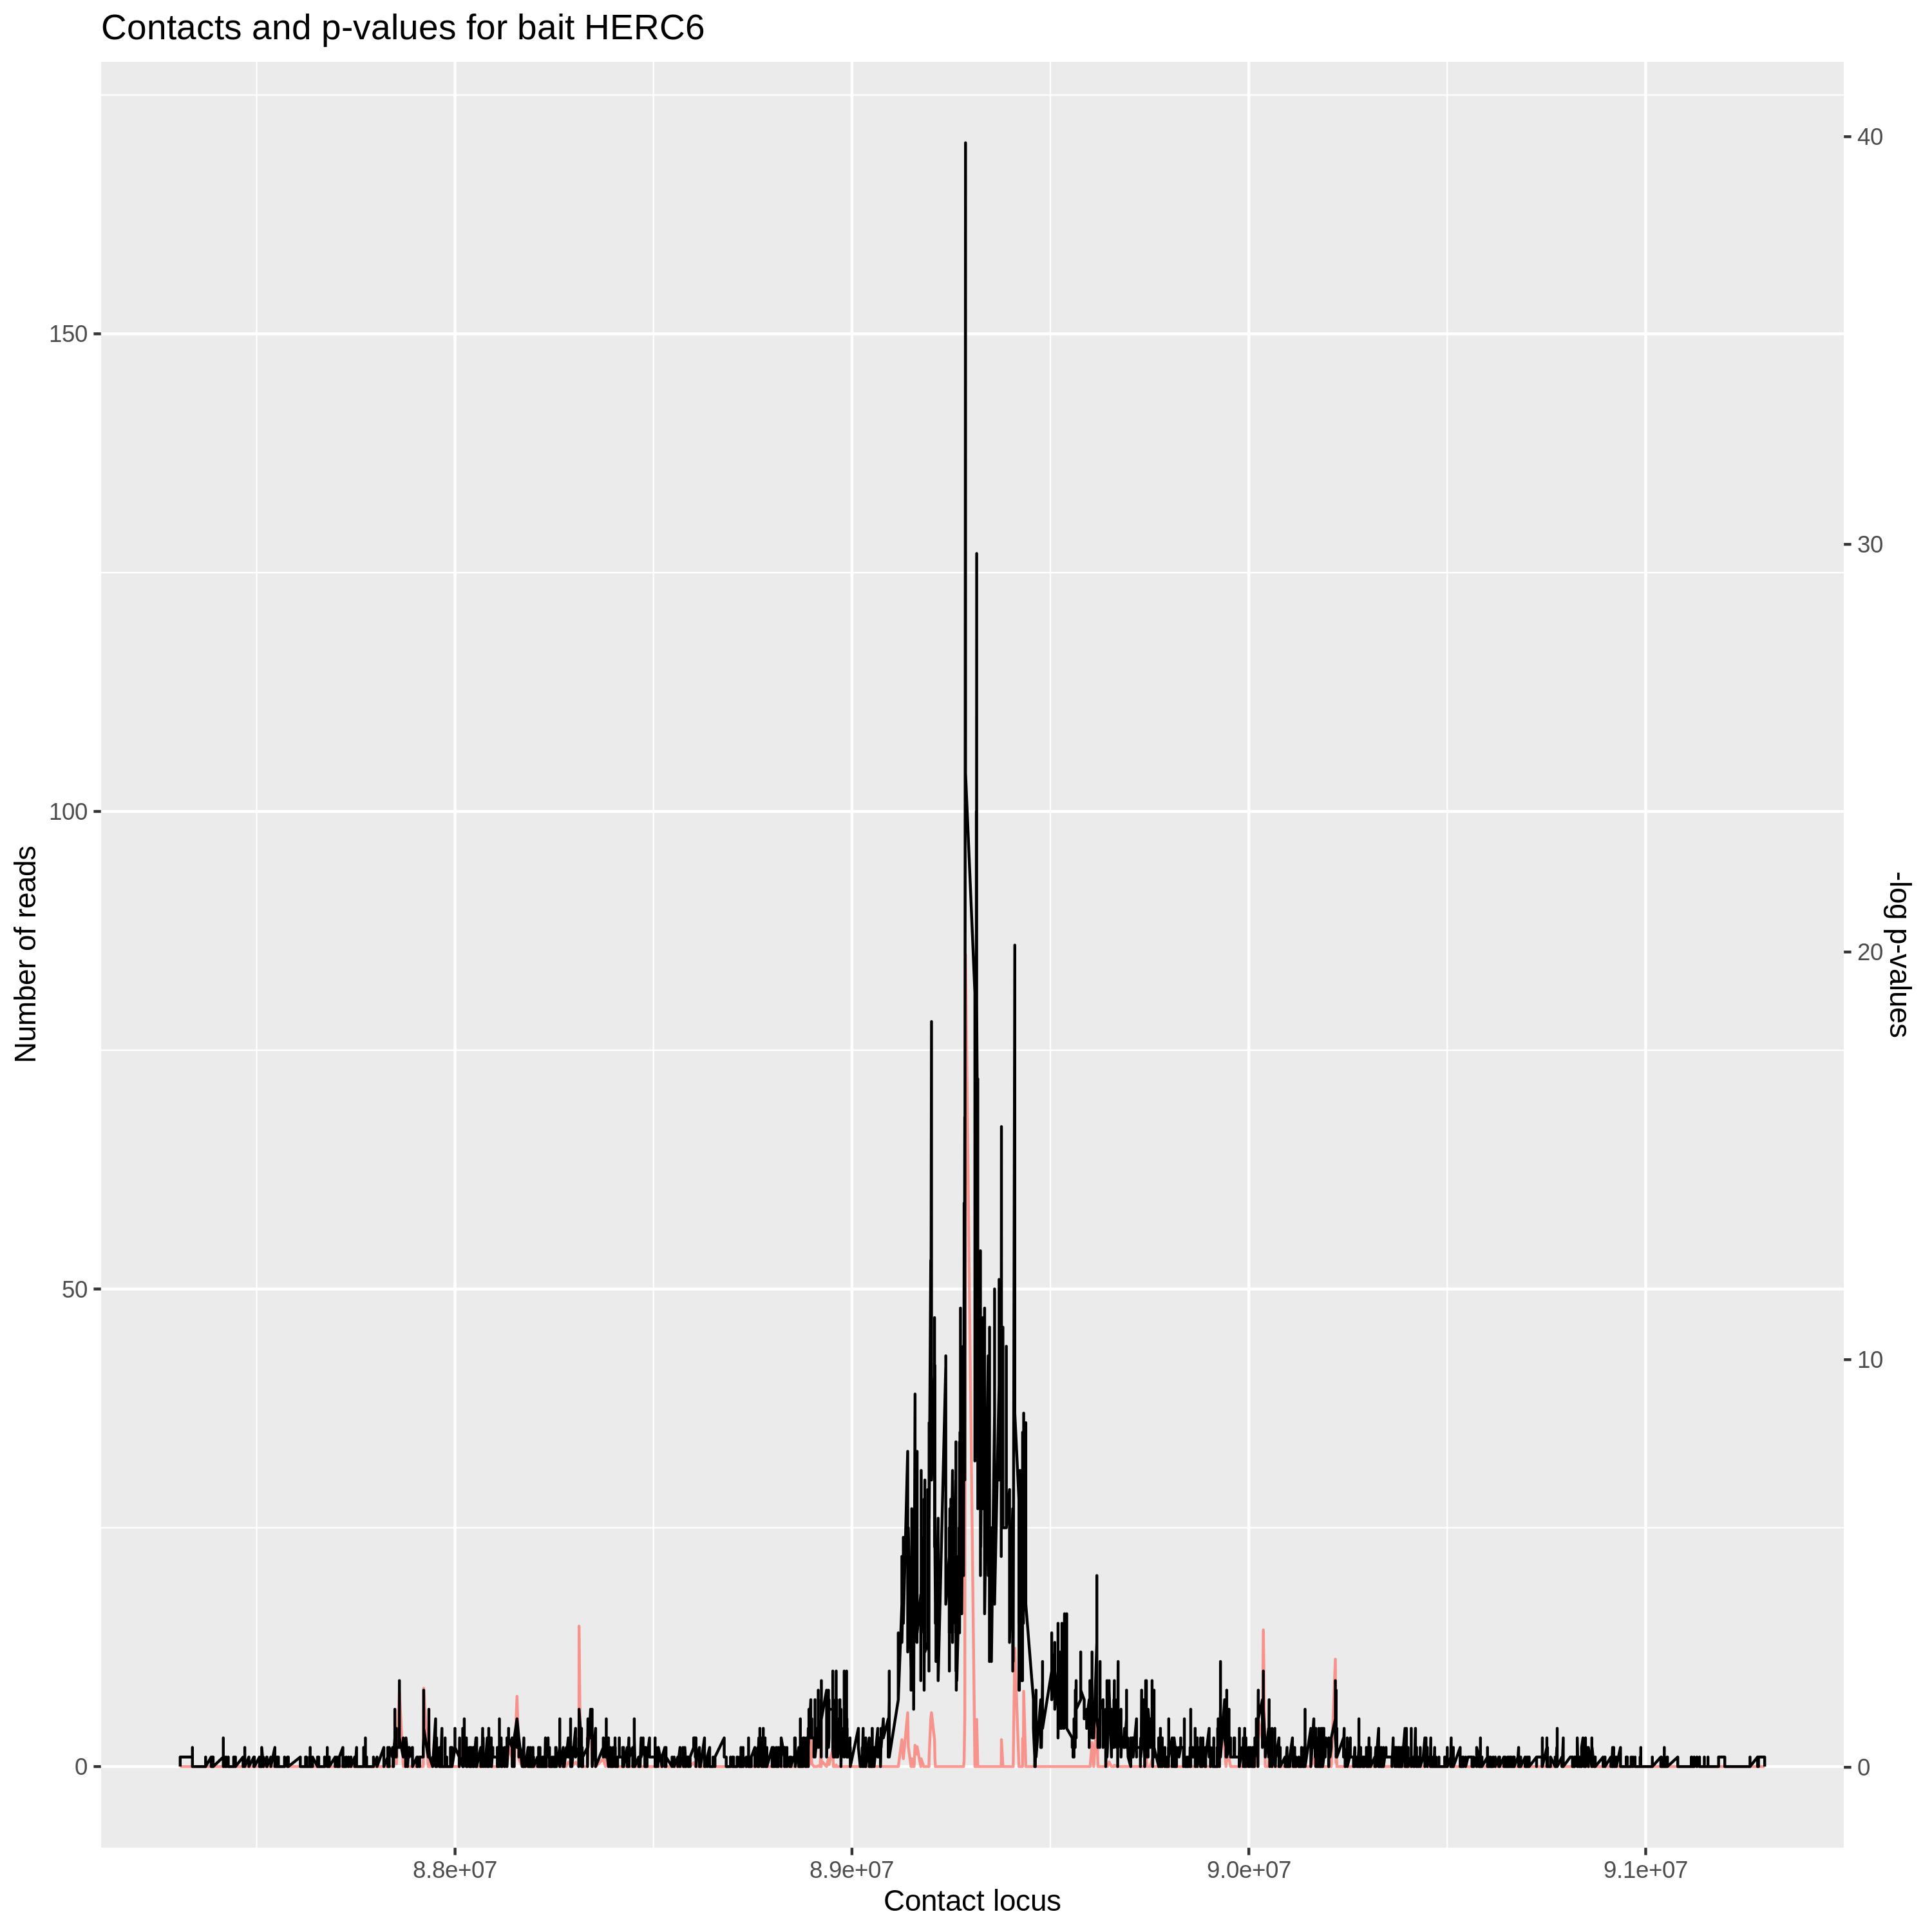 Contacts and p-values for bait HERC6
150
100
50
0
Number of reads
40
30
20
10
0
-log p-values
8.8e+07 8.9e+07 9.0e+07 9.1e+07
Contact locus